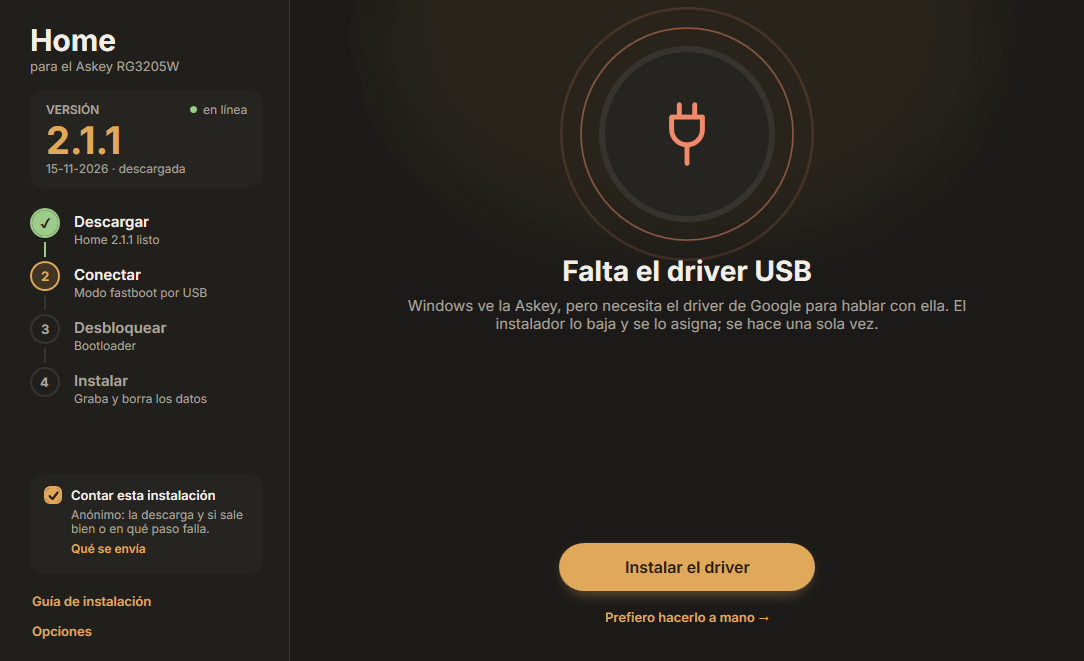 Home
para el Askey RG3205W
VERSIÓN
en línea
2.1.1
15-11-2026 · descargada
✓
Descargar
Home 2.1.1 listo
2
Conectar
Modo fastboot por USB
3
Desbloquear
Bootloader
4
Instalar
Graba y borra los datos
Contar esta instalación
Anónimo: la descarga y si sale
bien o en qué paso falla.
Qué se envía
Guía de instalación
Opciones
Falta el driver USB
Windows ve la Askey, pero necesita el driver de Google para hablar con ella. El
instalador lo baja y se lo asigna; se hace una sola vez.
Instalar el driver
Prefiero hacerlo a mano →